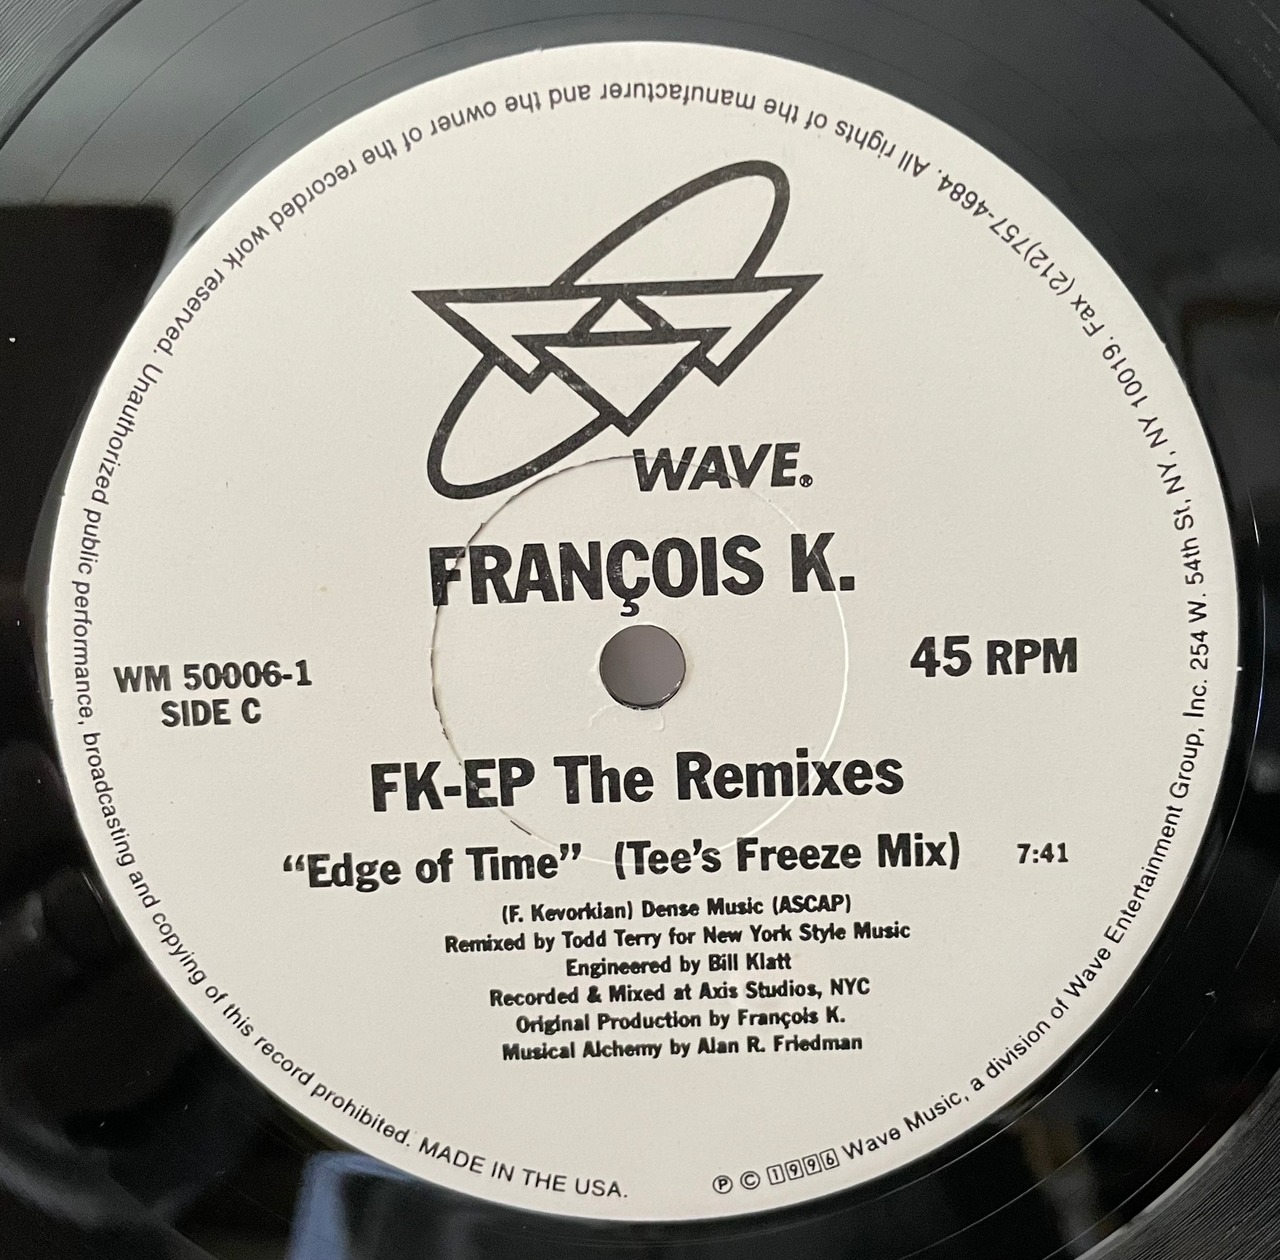 WAVE.®
FRANÇOIS K.
WM 50006-1
SIDE C
45 RPM
FK-EP The Remixes
“Edge of Time” (Tee’s Freeze Mix) 7:41
(F. Kevorkian) Dense Music (ASCAP)
Remixed by Todd Terry for New York Style Music
Engineered by Bill Klatt
Recorded & Mixed at Axis Studios, NYC
Original Production by François K.
Musical Alchemy by Alan R. Friedman
℗ © 1996 Wave Music, a division of Wave Entertainment Group, Inc. 254 W. 54th St, NY, NY 10019. Fax (212)757-4684. All rights of the manufacturer and the owner of the recorded work reserved. Unauthorized public performance, broadcasting and copying of this record prohibited. MADE IN THE USA.